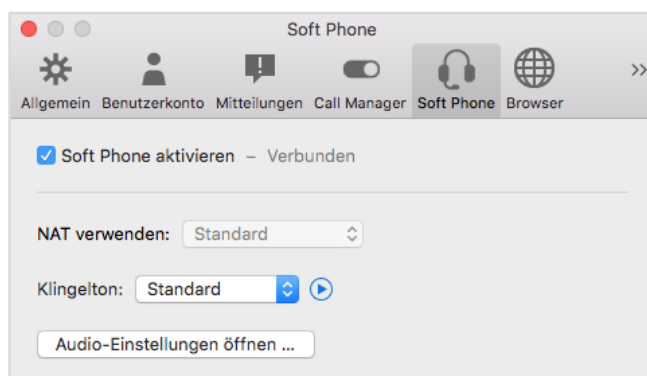 Soft Phone
Allgemein Benutzerkonto Mitteilungen Call Manager Soft Phone Browser
Soft Phone aktivieren – Verbunden
NAT verwenden: Standard
Klingelton: Standard
Audio-Einstellungen öffnen ...